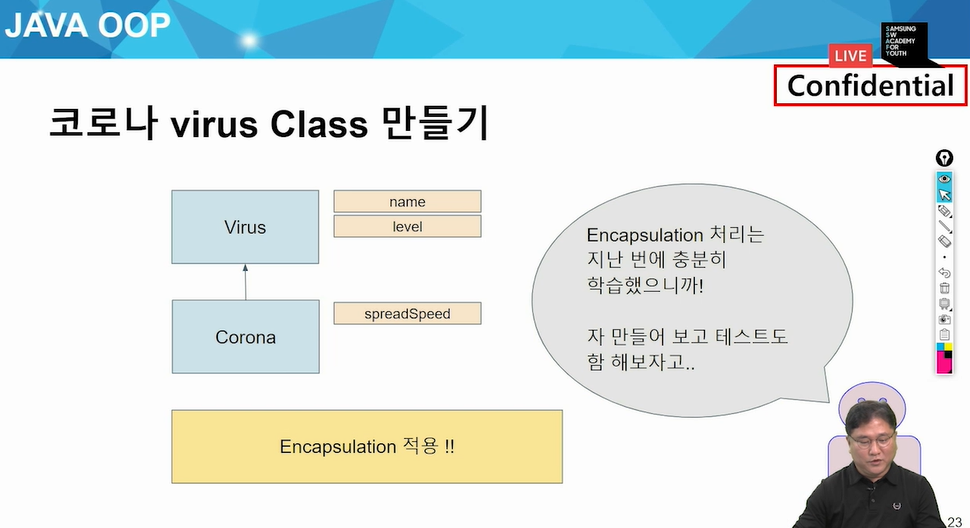 JAVA OOP
SAMSUNG
SW
ACADEMY
FOR
YOUTH
LIVE
Confidential
코로나 virus Class 만들기
Virus
name
level
Corona
spreadSpeed
Encapsulation 처리는
지난 번에 충분히
학습했으니까!
자 만들어 보고 테스트도
함 해보자고..
Encapsulation 적용 !!
23